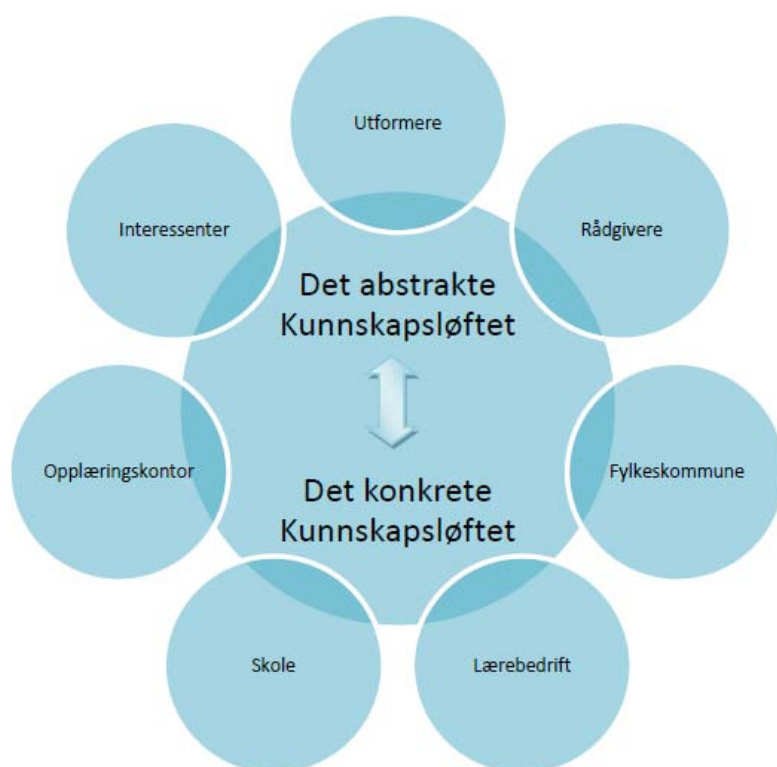 Utformere
Interessenter
Rådgivere
Det abstrakte
Kunnskapsløftet
Opplæringskontor
Fylkeskommune
Det konkrete
Kunnskapsløftet
Skole
Lærebedrift